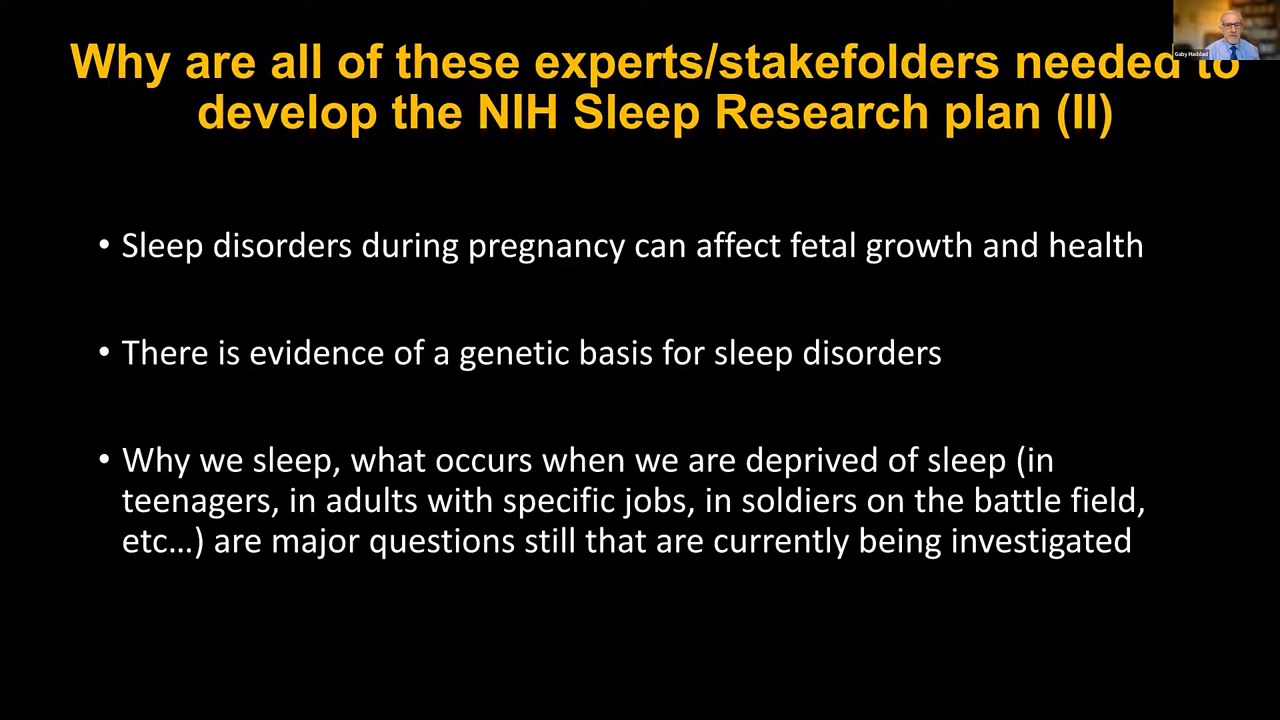 Why are all of these experts/stakefolders needed to
develop the NIH Sleep Research plan (II)
Gaby Haddad
• Sleep disorders during pregnancy can affect fetal growth and health
• There is evidence of a genetic basis for sleep disorders
• Why we sleep, what occurs when we are deprived of sleep (in
teenagers, in adults with specific jobs, in soldiers on the battle field,
etc…) are major questions still that are currently being investigated